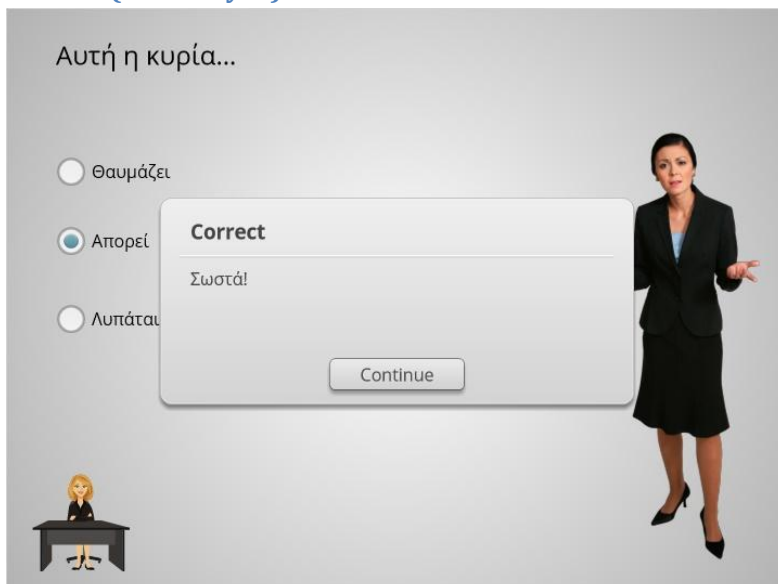 Αυτή η κυρία...
Θαυμάζει
Απορεί
Λυπάται
Correct
Σωστά!
Continue